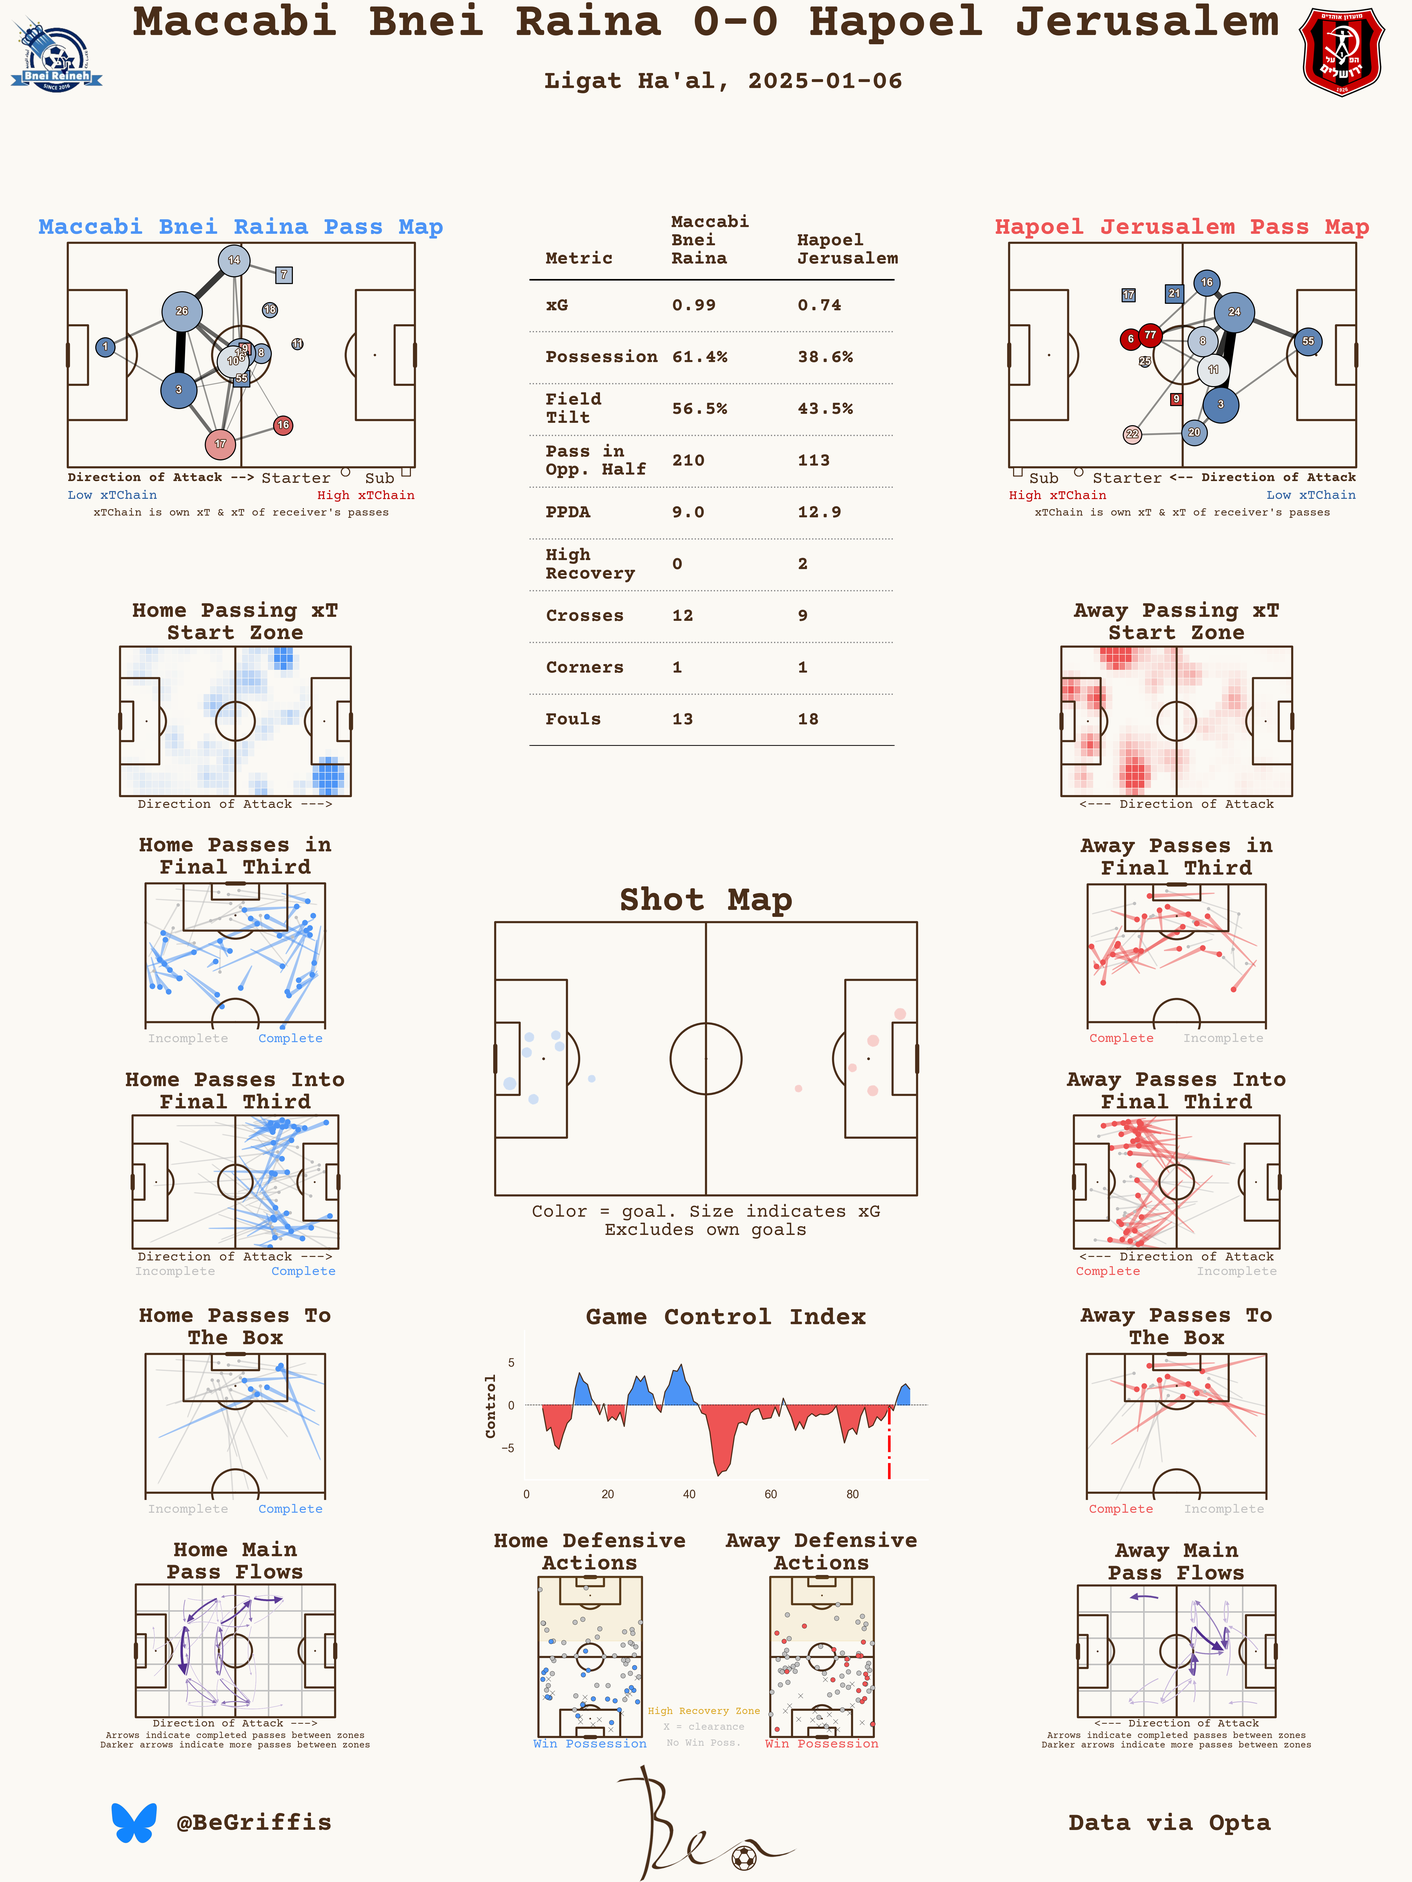 Maccabi Bnei Raina 0-0 Hapoel Jerusalem
Ligat Ha'al, 2025-01-06
Bnei Reineh
SINCE 2016
מועדון אוהדים
הפועל
ירושלים
1926
Maccabi Bnei Raina Pass Map
14
7
26
18
1
11
9
8
10
6
55
3
16
17
Direction of Attack --> Starter Sub
Low xTChain High xTChain
xTChain is own xT & xT of receiver's passes
Metric Maccabi Bnei Raina Hapoel Jerusalem
xG 0.99 0.74
Possession 61.4% 38.6%
Field Tilt 56.5% 43.5%
Pass in Opp. Half 210 113
PPDA 9.0 12.9
High Recovery 0 2
Crosses 12 9
Corners 1 1
Fouls 13 18
Hapoel Jerusalem Pass Map
16
17
21
24
6
77
8
55
25
11
9
3
22
20
Sub Starter <-- Direction of Attack
High xTChain Low xTChain
xTChain is own xT & xT of receiver's passes
Home Passing xT
Start Zone
Direction of Attack --->
Away Passing xT
Start Zone
<--- Direction of Attack
Home Passes in
Final Third
Incomplete Complete
Away Passes in
Final Third
Complete Incomplete
Shot Map
Color = goal. Size indicates xG
Excludes own goals
Home Passes Into
Final Third
Direction of Attack --->
Incomplete Complete
Away Passes Into
Final Third
<--- Direction of Attack
Complete Incomplete
Home Passes To
The Box
Incomplete Complete
Game Control Index
Control
5
0
−5
0 20 40 60 80
Away Passes To
The Box
Complete Incomplete
Home Main
Pass Flows
Direction of Attack --->
Arrows indicate completed passes between zones
Darker arrows indicate more passes between zones
Home Defensive
Actions
Win Possession
High Recovery Zone
X = clearance
No Win Poss.
Away Defensive
Actions
Win Possession
Away Main
Pass Flows
<--- Direction of Attack
Arrows indicate completed passes between zones
Darker arrows indicate more passes between zones
@BeGriffis
Ben
Data via Opta